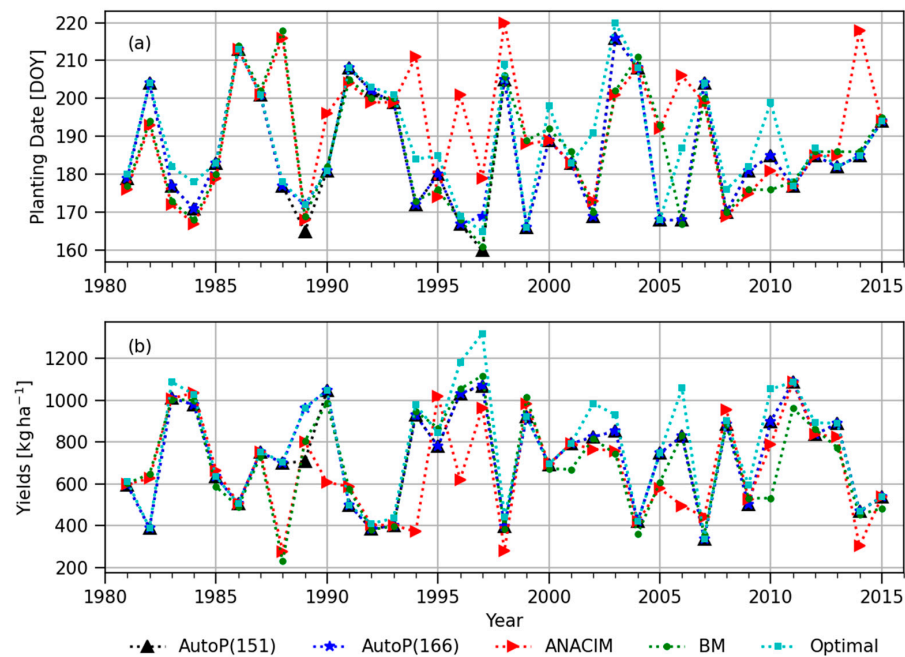 (a)
Planting Date [DOY]
220
210
200
190
180
170
160
1980 1985 1990 1995 2000 2005 2010 2015
(b)
Yields [kg ha⁻¹]
1200
1000
800
600
400
200
1980 1985 1990 1995 2000 2005 2010 2015
Year
AutoP(151) AutoP(166) ANACIM BM Optimal